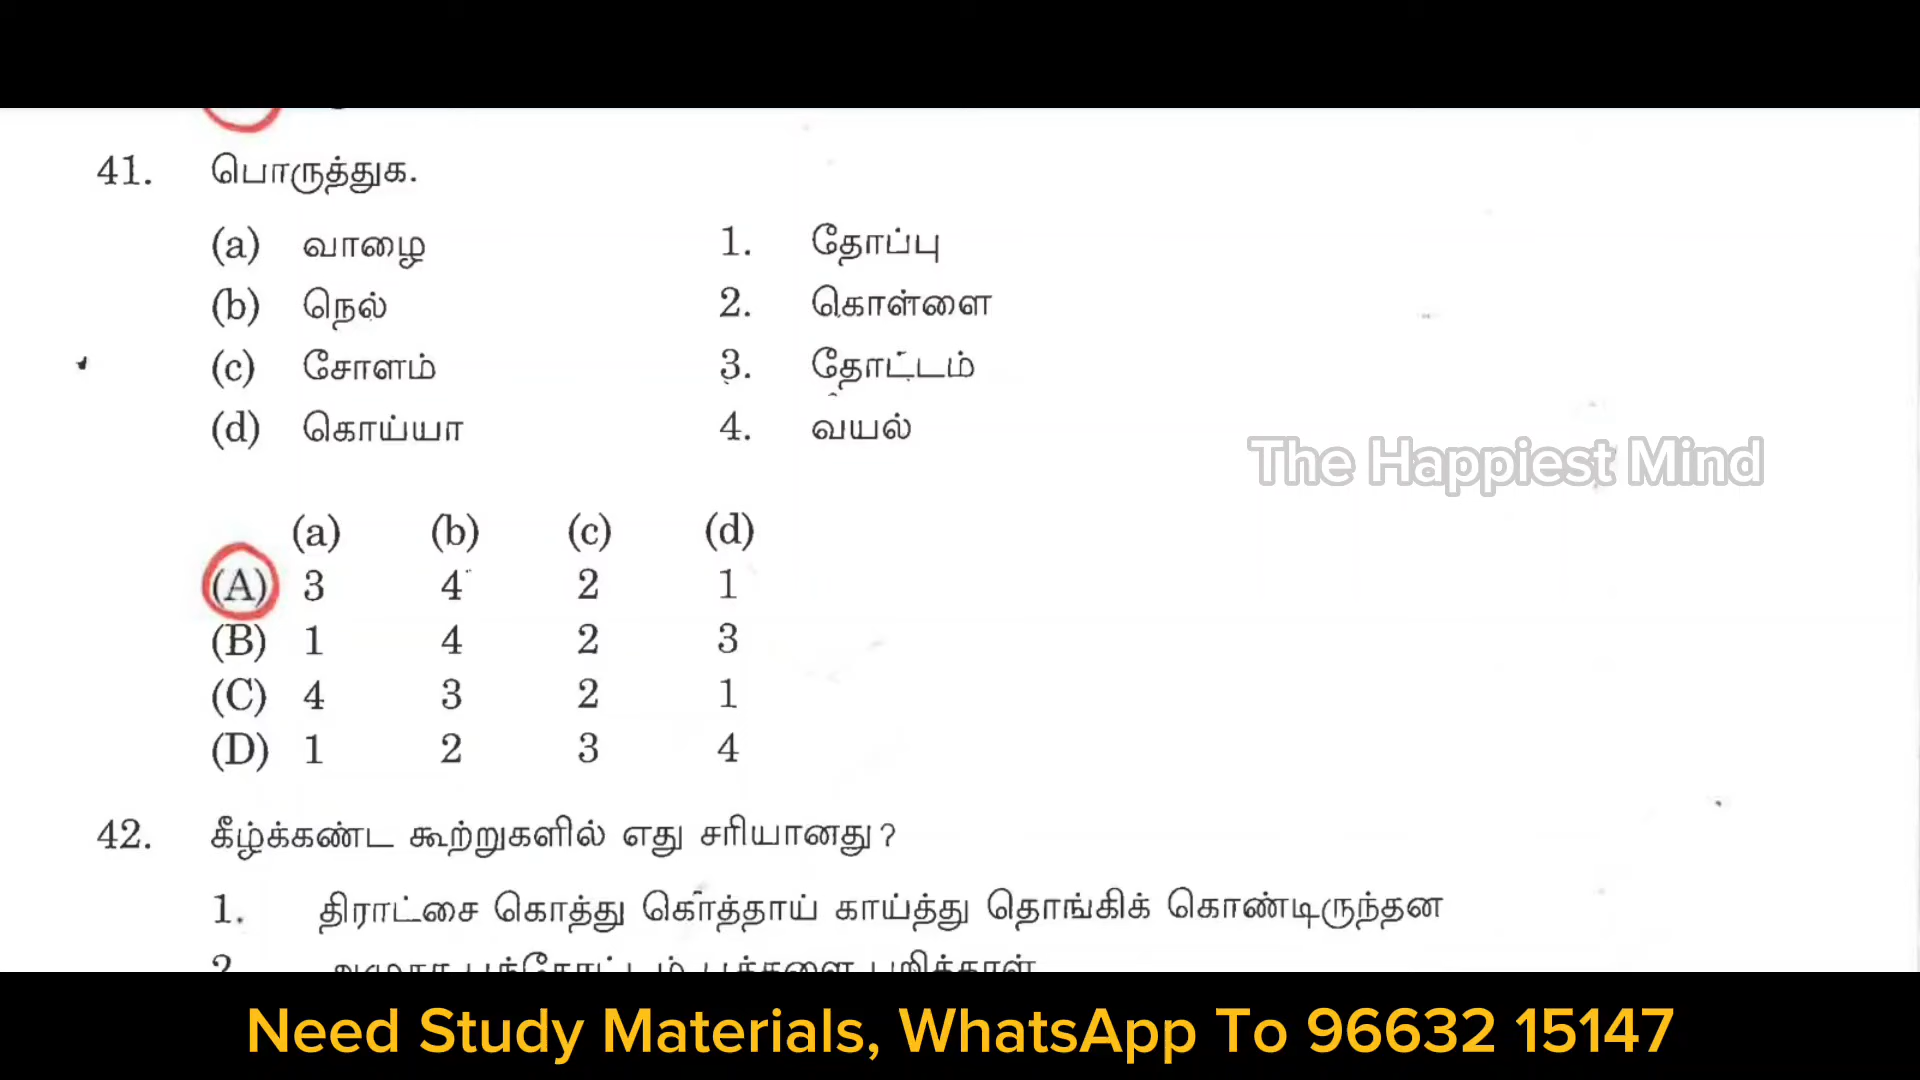 41. பொருத்துக.
(a) வாழை 1. தோப்பு
(b) நெல் 2. கொள்ளை
(c) சோளம் 3. தோட்டம்
(d) கொய்யா 4. வயல்
The Happiest Mind
(a) (b) (c) (d)
(A) 3 4 2 1
(B) 1 4 2 3
(C) 4 3 2 1
(D) 1 2 3 4
42. கீழ்க்கண்ட கூற்றுகளில் எது சரியானது?
1. திராட்சை கொத்து கொத்தாய் காய்த்து தொங்கிக் கொண்டிருந்தன
2.
Need Study Materials, WhatsApp To 96632 15147